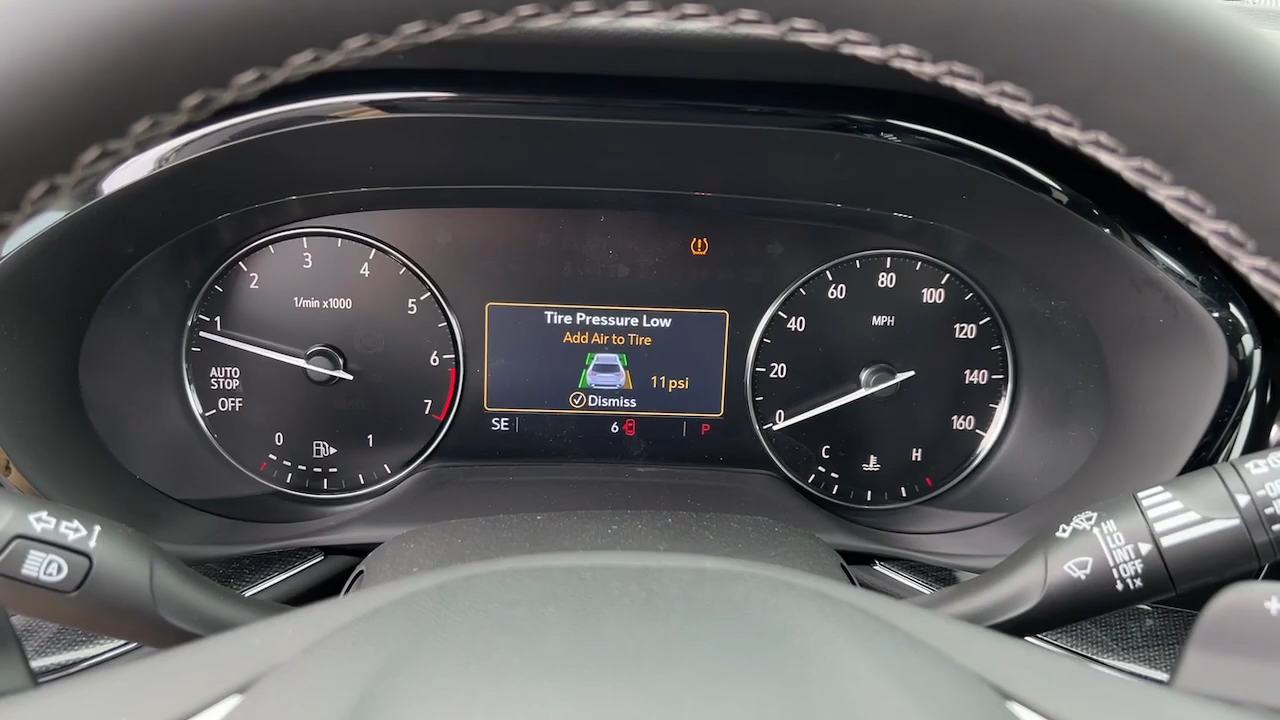 1
2
3
4
5
6
7
1/min x1000
AUTO
STOP
OFF
0
1
Tire Pressure Low
Add Air to Tire
11psi
Dismiss
SE
6
P
0
20
40
60
80
100
120
140
160
MPH
C
H
A
HI
LO
INT
OFF
1x